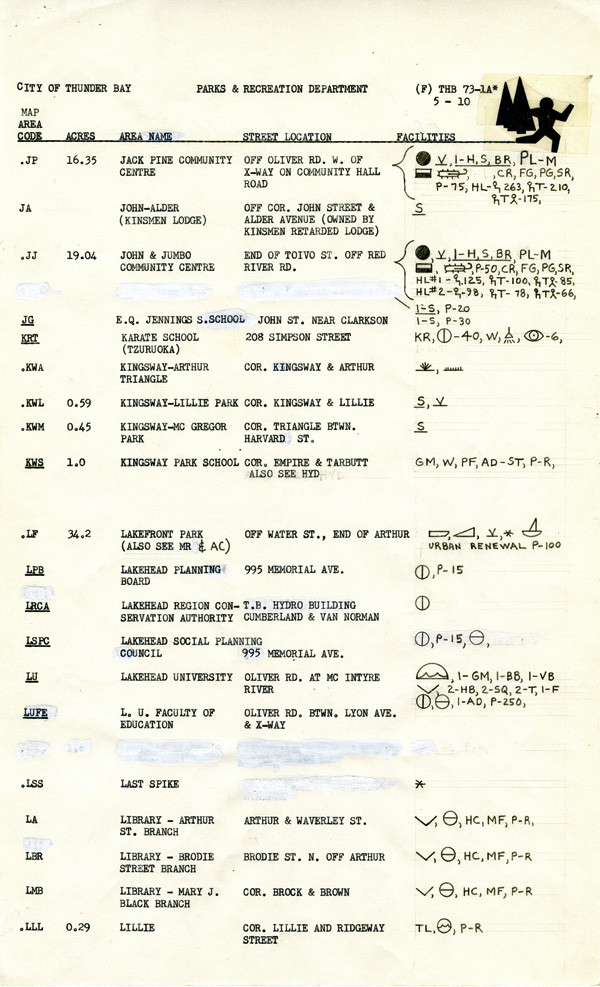 CITY OF THUNDER BAY PARKS & RECREATION DEPARTMENT (F) THB 73-1A*
5 - 10
MAP
AREA
CODE ACRES AREA NAME STREET LOCATION FACILITIES
.JP 16.35 JACK PINE COMMUNITY OFF OLIVER RD. W. OF V, I-H, S, BR, PL-M
CENTRE X-WAY ON COMMUNITY HALL , CR, FG, PG, SR,
ROAD P-75, HL- 263, T-210,
T -175,
JA JOHN-ALDER OFF COR. JOHN STREET & S
(KINSMEN LODGE) ALDER AVENUE (OWNED BY
KINSMEN RETARDED LODGE)
.JJ 19.04 JOHN & JUMBO END OF TOIVO ST. OFF RED V, I-H, S, BR, PL-M
COMMUNITY CENTRE RIVER RD. , P-50, CR, FG, PG, SR,
HL#1- 125, T-100, T -85,
HL#2- -98, T- 78, T -66,
I-S, P-20
JG E.Q. JENNINGS S.SCHOOL JOHN ST. NEAR CLARKSON I-S, P-30
KRT KARATE SCHOOL 208 SIMPSON STREET KR, -40, W, , -6,
(TZURUOKA)
.KWA KINGSWAY-ARTHUR COR. KINGSWAY & ARTHUR
TRIANGLE
.KWL 0.59 KINGSWAY-LILLIE PARK COR. KINGSWAY & LILLIE S, V
.KWM 0.45 KINGSWAY-MC GREGOR COR. TRIANGLE BTWN. S
PARK HARVARD ST.
KWS 1.0 KINGSWAY PARK SCHOOL COR. EMPIRE & TARBUTT GM, W, PF, AD-ST, P-R,
ALSO SEE HYD
.LF 34.2 LAKEFRONT PARK OFF WATER ST., END OF ARTHUR , , V, *
(ALSO SEE MR & AC) URBAN RENEWAL P-100
LPB LAKEHEAD PLANNING 995 MEMORIAL AVE. , P-15
BOARD
LRCA LAKEHEAD REGION CON- T.B. HYDRO BUILDING
SERVATION AUTHORITY CUMBERLAND & VAN NORMAN
LSPC LAKEHEAD SOCIAL PLANNING , P-15, ,
COUNCIL 995 MEMORIAL AVE.
LU LAKEHEAD UNIVERSITY OLIVER RD. AT MC INTYRE , 1-GM, 1-BB, 1-VB
RIVER 2-HB, 2-SQ, 2-T, 1-F
, , 1-AD, P-250,
LUFE L. U. FACULTY OF OLIVER RD. BTWN. LYON AVE.
EDUCATION & X-WAY
.LSS LAST SPIKE *
LA LIBRARY - ARTHUR ARTHUR & WAVERLEY ST. , , HC, MF, P-R,
ST. BRANCH
LBR LIBRARY - BRODIE BRODIE ST. N. OFF ARTHUR , , HC, MF, P-R
STREET BRANCH
LMB LIBRARY - MARY J. COR. BROCK & BROWN , , HC, MF, P-R
BLACK BRANCH
.LLL 0.29 LILLIE COR. LILLIE AND RIDGEWAY TL, , P-R
STREET